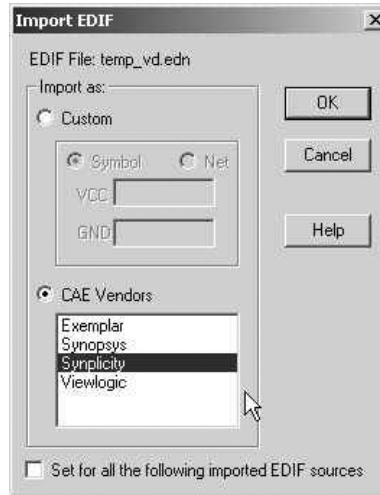 Import EDIF
EDIF File: temp_vd.edn
Import as:
Custom
Symbol Net
VCC
GND
CAE Vendors
Exemplar
Synopsys
Synplicity
Viewlogic
OK
Cancel
Help
Set for all the following imported EDIF sources